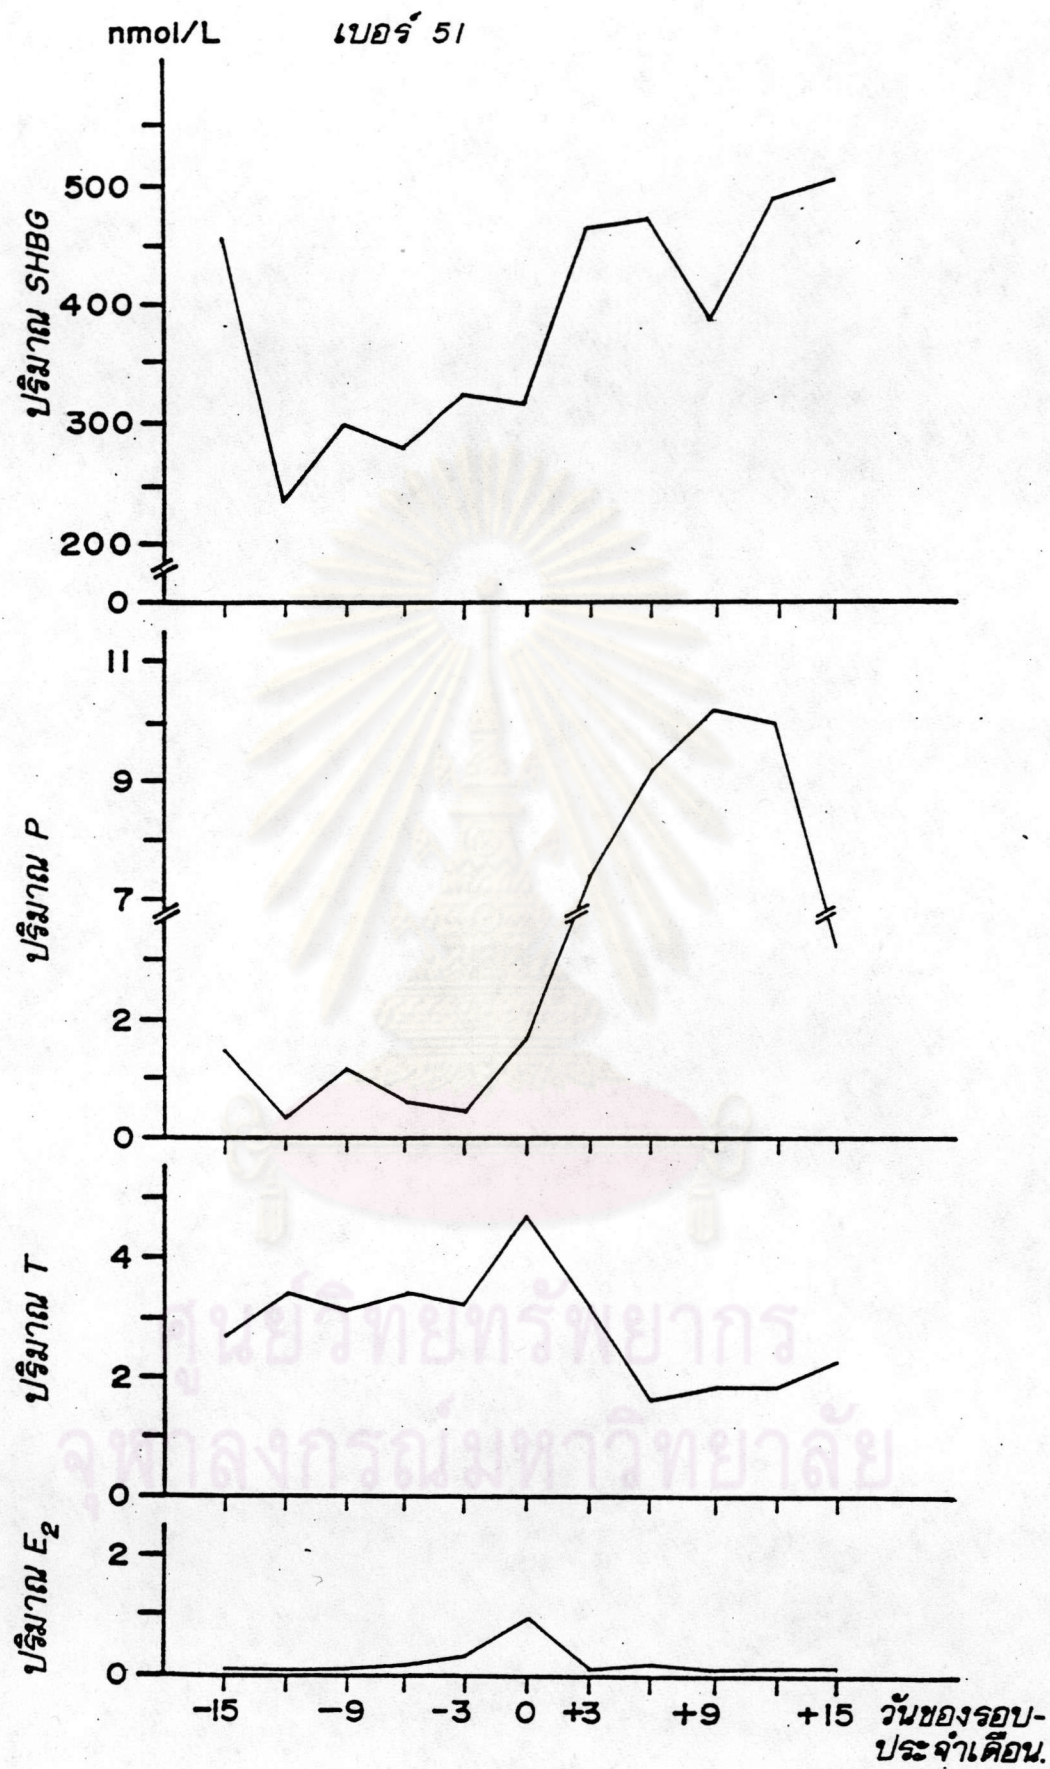 nmol/L เบอร์ 51
ปริมาณ SHBG
500
400
300
200
0
ปริมาณ P
11
9
7
2
0
ปริมาณ T
4
2
0
ปริมาณ E₂
2
0
-15 -9 -3 0 +3 +9 +15 วันของรอบ-
ประจำเดือน.
ศูนย์วิทยทรัพยากร
จุฬาลงกรณ์มหาวิทยาลัย